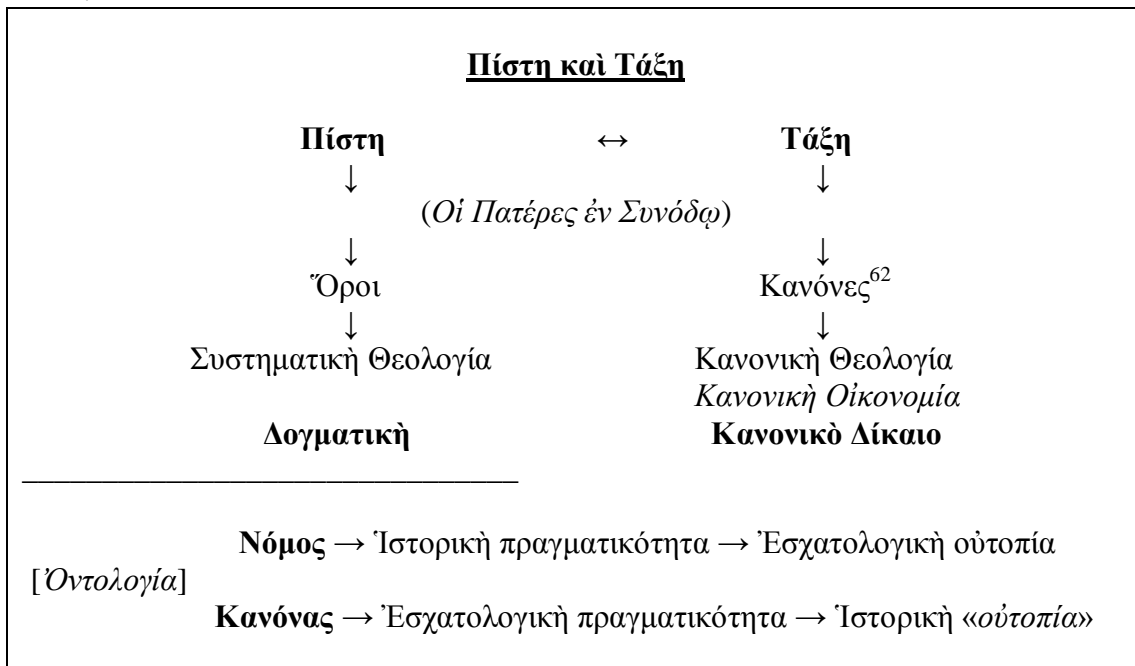 Πίστη καὶ Τάξη
Πίστη ↔ Τάξη
↓ ↓
(Οἱ Πατέρες ἐν Συνόδῳ)
↓ ↓
Ὅροι Κανόνες62
↓ ↓
Συστηματικὴ Θεολογία Κανονικὴ Θεολογία
Κανονικὴ Οἰκονομία
Δογματικὴ Κανονικὸ Δίκαιο
Νόμος → Ἱστορικὴ πραγματικότητα → Ἐσχατολογικὴ οὐτοπία
[Ὀντολογία]
Κανόνας → Ἐσχατολογικὴ πραγματικότητα → Ἱστορικὴ «οὐτοπία»